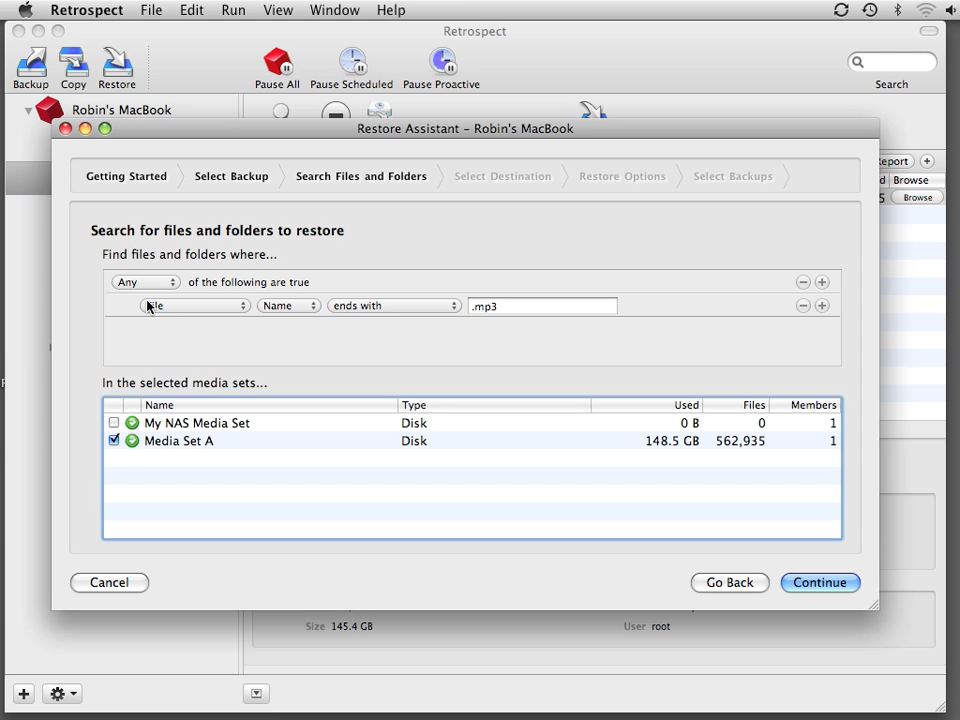 Retrospect File Edit Run View Window Help
Retrospect
Backup Copy Restore Pause All Pause Scheduled Pause Proactive Search
Robin's MacBook
Restore Assistant – Robin's MacBook
Getting Started Select Backup Search Files and Folders Select Destination Restore Options Select Backups
eport
Browse
Browse
Search for files and folders to restore
Find files and folders where...
Any of the following are true
File Name ends with .mp3
In the selected media sets...
Name Type Used Files Members
My NAS Media Set Disk 0 B 0 1
Media Set A Disk 148.5 GB 562,935 1
Cancel Go Back Continue
Size 145.4 GB User root